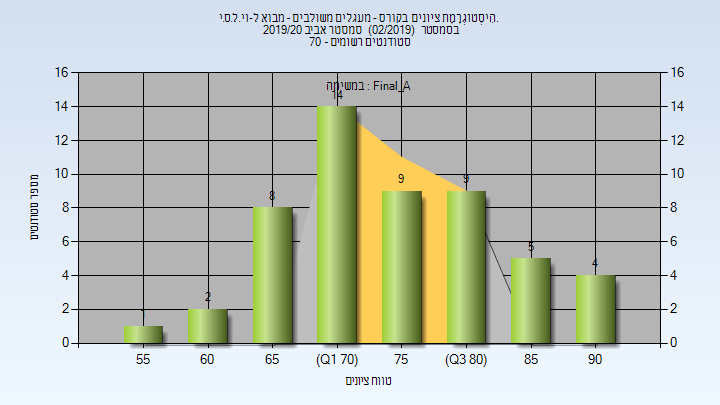 היסטוגרמת ציונים בקורס - מעגלים משולבים - מבוא ל-וי.ל.ס.י.
בסמסטר (02/2019) סמסטר אביב 2019/20
סטודנטים רשומים - 70
במשימה : Final_A
16 16
14 14
12 12
10 10
8 8
6 6
4 4
2 2
0 0
1 2 8 14 9 9 5 4
מספר סטודנטים
55 60 65 (Q1 70) 75 (Q3 80) 85 90
טווח ציונים